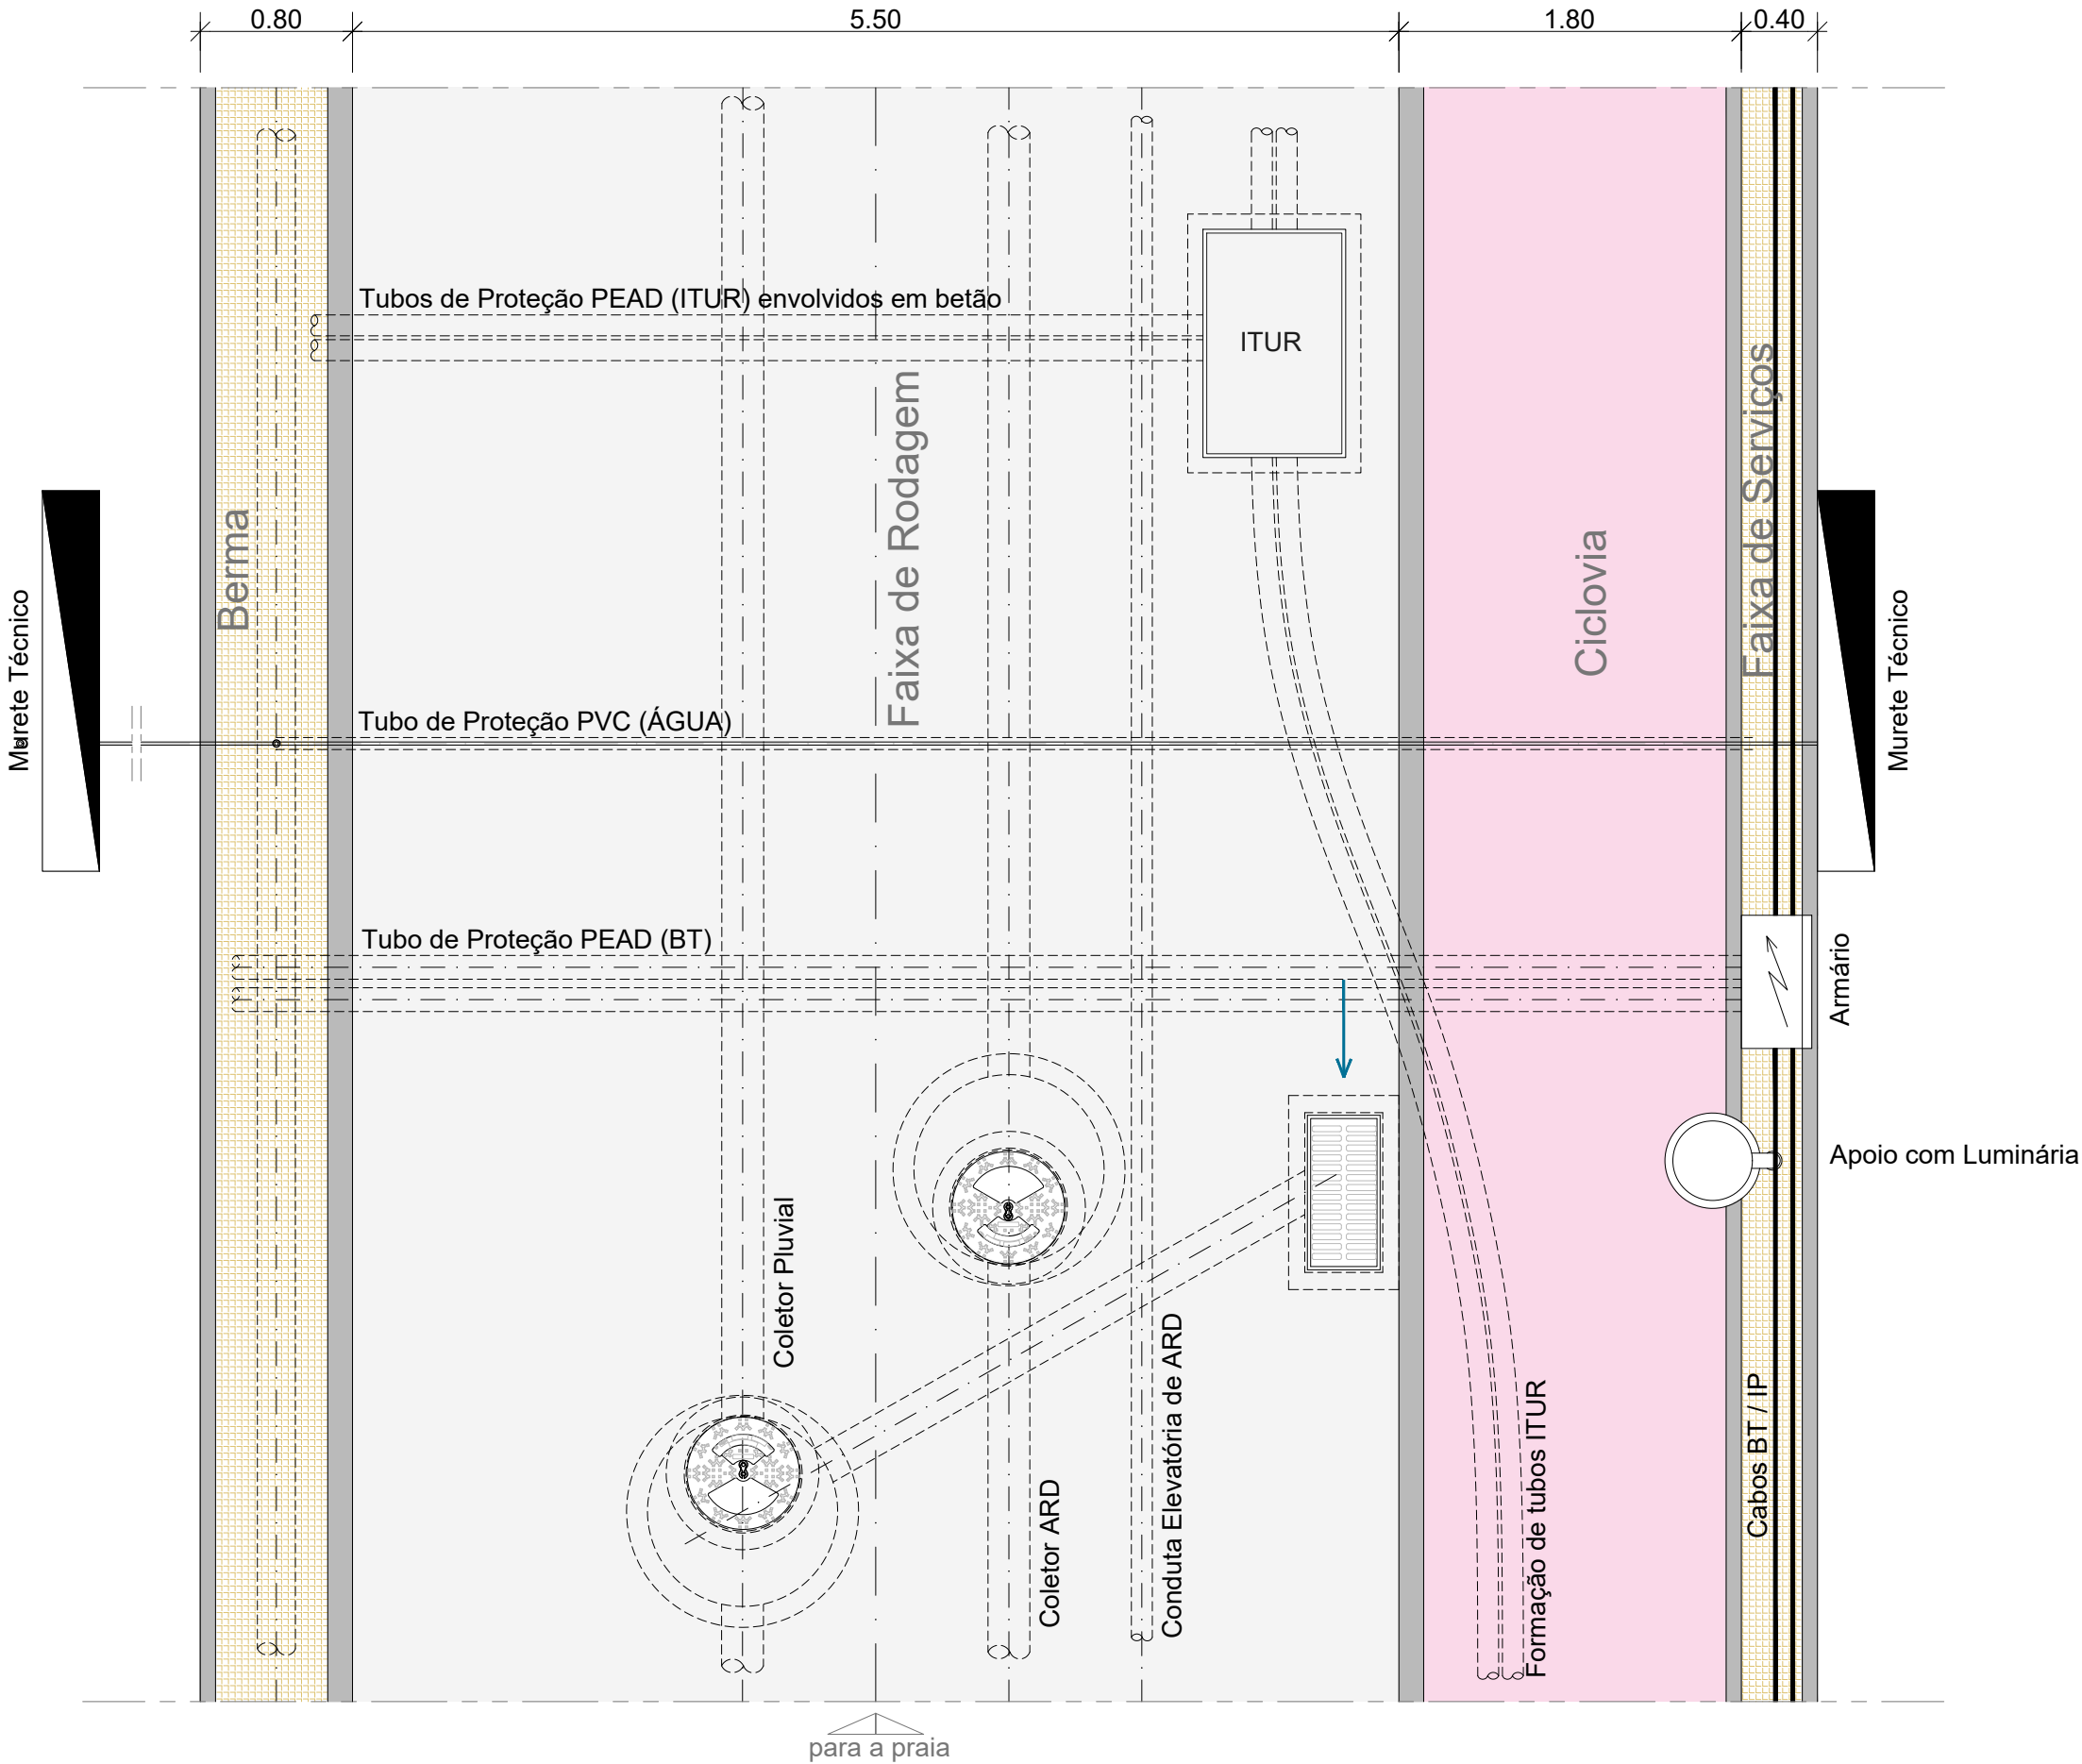 0.80
5.50
1.80
0.40
Tubos de Proteção PEAD (ITUR) envolvidos em betão
ITUR
Berma
Faixa de Rodagem
Ciclovia
Faixa de Serviços
Murete Técnico
Murete Técnico
Tubo de Proteção PVC (ÁGUA)
Tubo de Proteção PEAD (BT)
Armário
Apoio com Luminária
Coletor Pluvial
Coletor ARD
Conduta Elevatória de ARD
Formação de tubos ITUR
Cabos BT / IP
para a praia